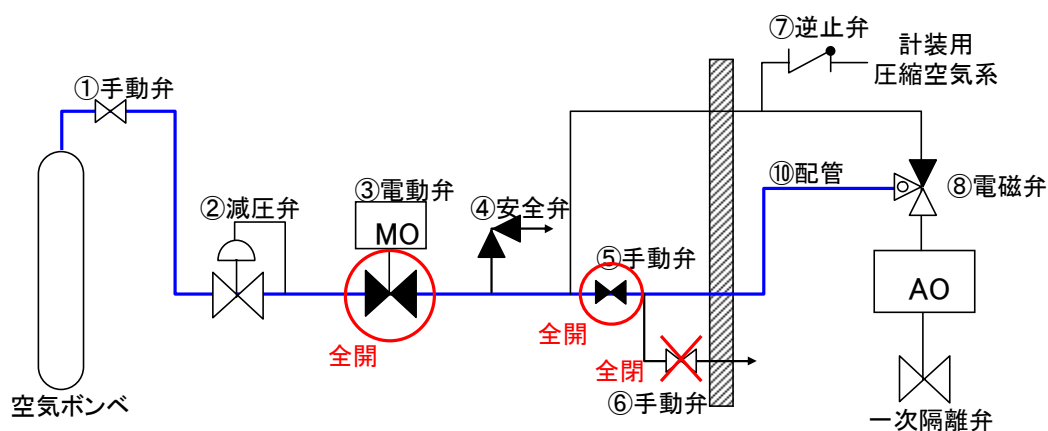 ⑦逆止弁
計装用
圧縮空気系
①手動弁
⑩配管
⑧電磁弁
③電動弁
MO
②減圧弁
④安全弁
⑤手動弁
AO
全開
全開
全閉
⑥手動弁
空気ボンベ
一次隔離弁